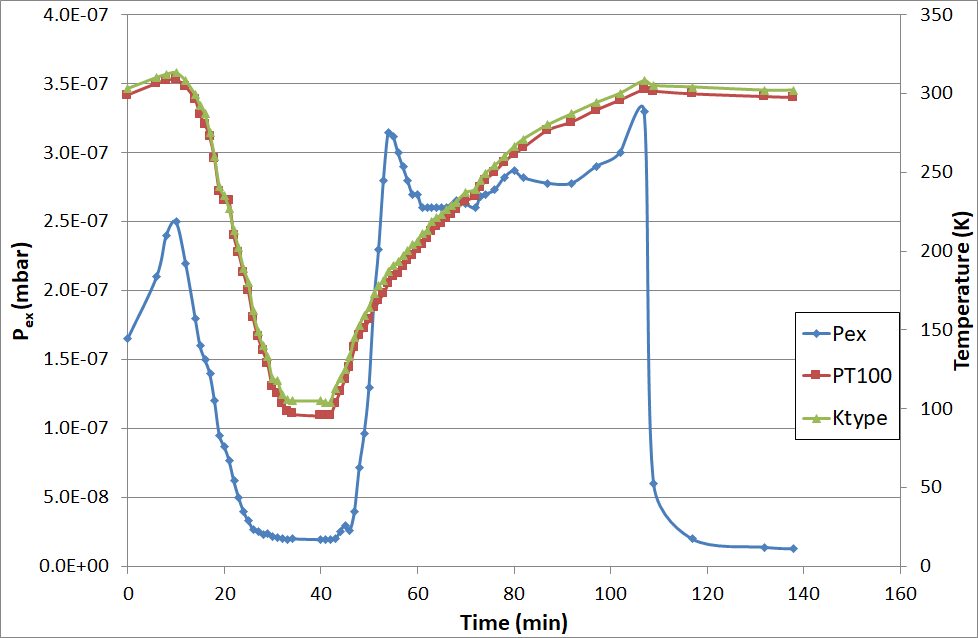 4.0E-07
3.5E-07
3.0E-07
2.5E-07
2.0E-07
1.5E-07
1.0E-07
5.0E-08
0.0E+00
Pex (mbar)
0 20 40 60 80 100 120 140 160
Time (min)
350
300
250
200
150
100
50
0
Temperature (K)
Pex
PT100
Ktype